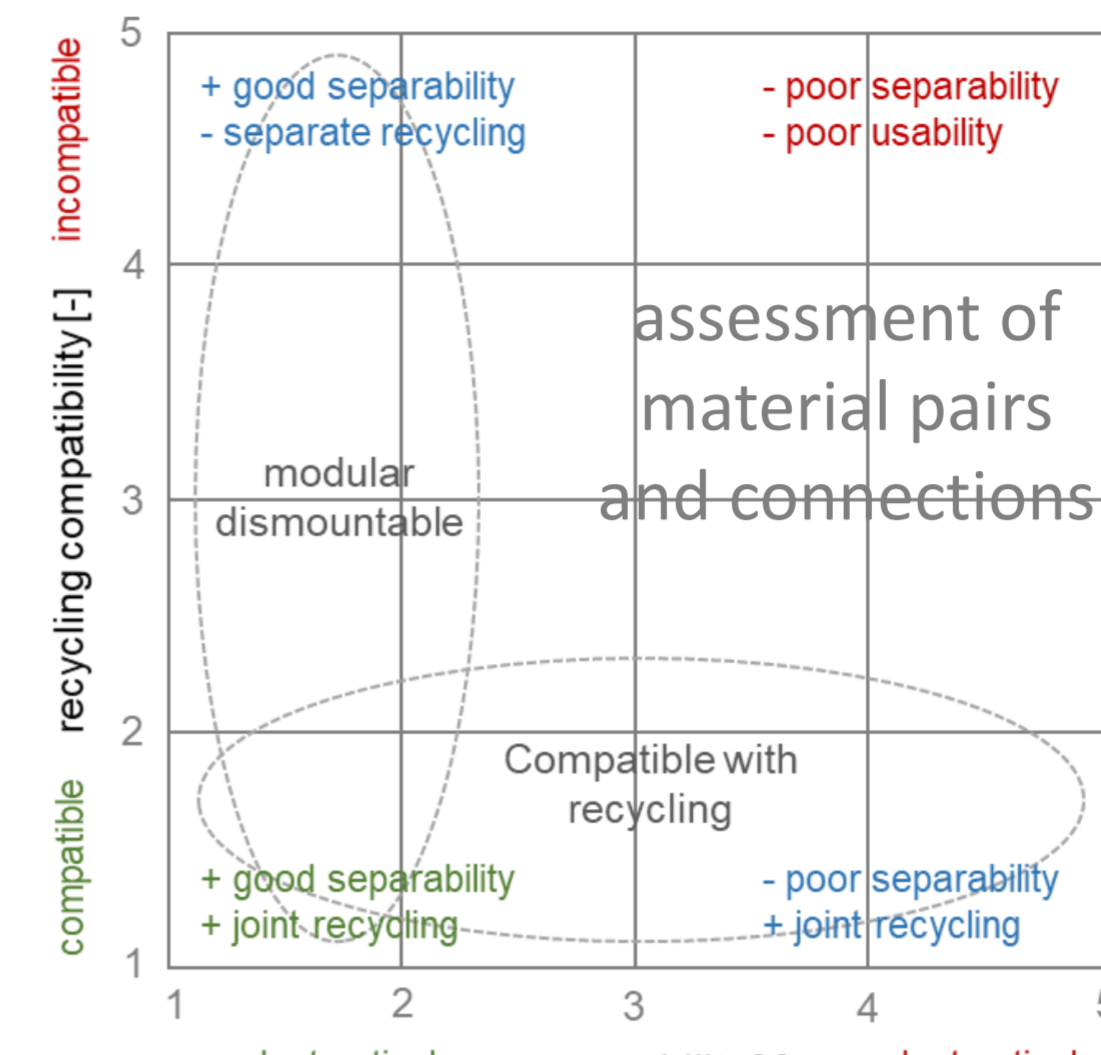 5
incompatible
+ good separability
- separate recycling
- poor separability
- poor usability
4
assessment of
material pairs
and connections
recycling compatibility [-]
modular
dismountable
3
2
Compatible with
recycling
compatible
+ good separability
+ joint recycling
- poor separability
+ joint recycling
1
1 2 3 4